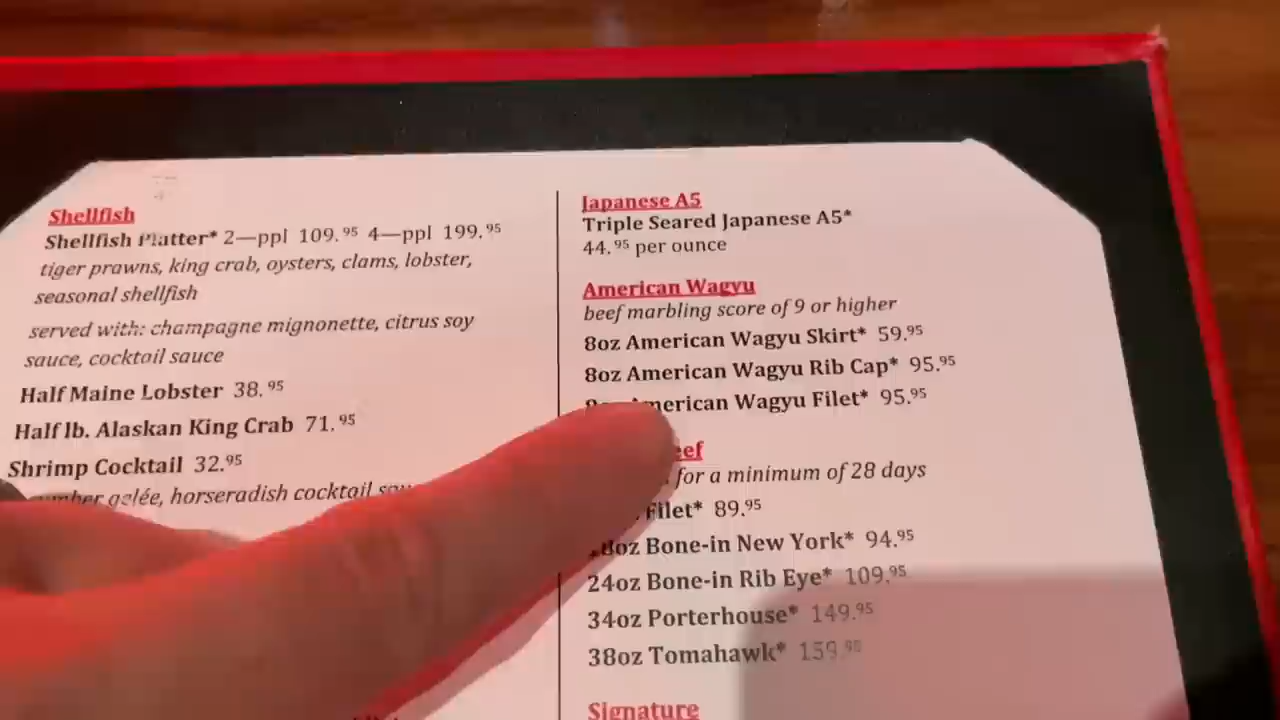 Shellfish
Shellfish Platter* 2—ppl 109.95 4—ppl 199.95
tiger prawns, king crab, oysters, clams, lobster,
seasonal shellfish
served with: champagne mignonette, citrus soy
sauce, cocktail sauce
Half Maine Lobster 38.95
Half lb. Alaskan King Crab 71.95
Shrimp Cocktail 32.95
gelée, horseradish cocktail
Japanese A5
Triple Seared Japanese A5*
44.95 per ounce
American Wagyu
beef marbling score of 9 or higher
8oz American Wagyu Skirt* 59.95
8oz American Wagyu Rib Cap* 95.95
American Wagyu Filet* 95.95
for a minimum of 28 days
Filet* 89.95
18oz Bone-in New York* 94.95
24oz Bone-in Rib Eye* 109.95
34oz Porterhouse* 149.95
38oz Tomahawk* 159.95
Signature